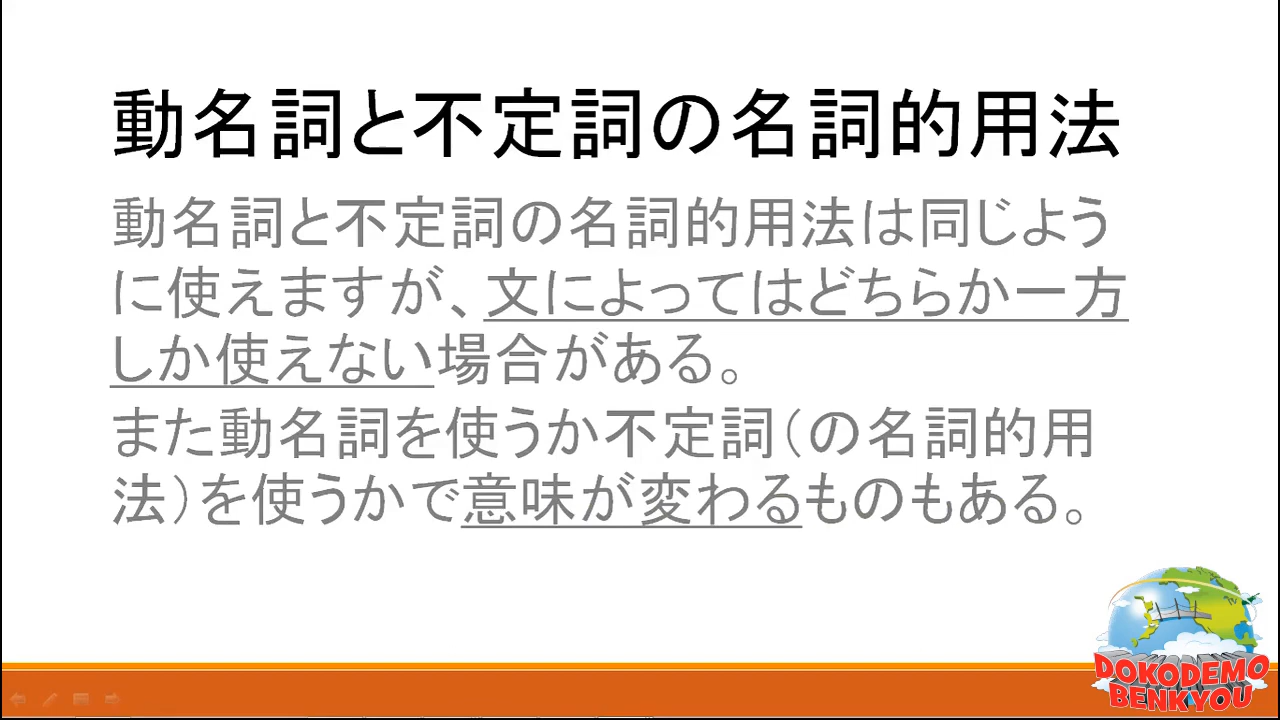 動名詞と不定詞の名詞的用法
動名詞と不定詞の名詞的用法は同じよう
に使えますが、文によってはどちらか一方
しか使えない場合がある。
また動名詞を使うか不定詞（の名詞的用
法）を使うかで意味が変わるものもある。
DOKODEMO
BENKYOU